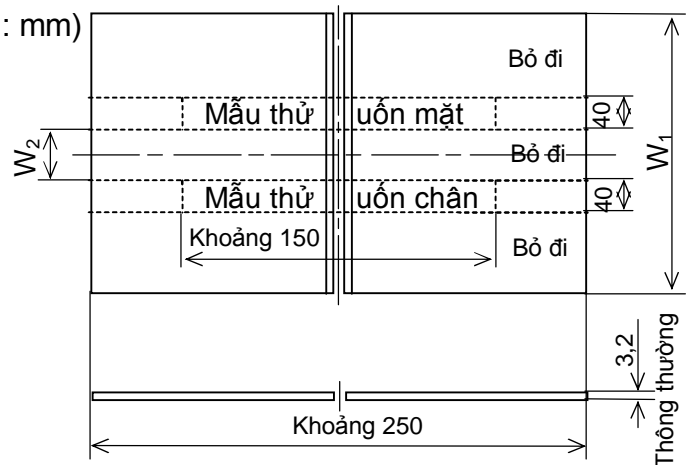 : mm)
Bỏ đi
Mẫu thử uốn mặt
40
W₂
Bỏ đi
W₁
Mẫu thử uốn chân
40
Khoảng 150
Bỏ đi
3,2
Thông thường
Khoảng 250